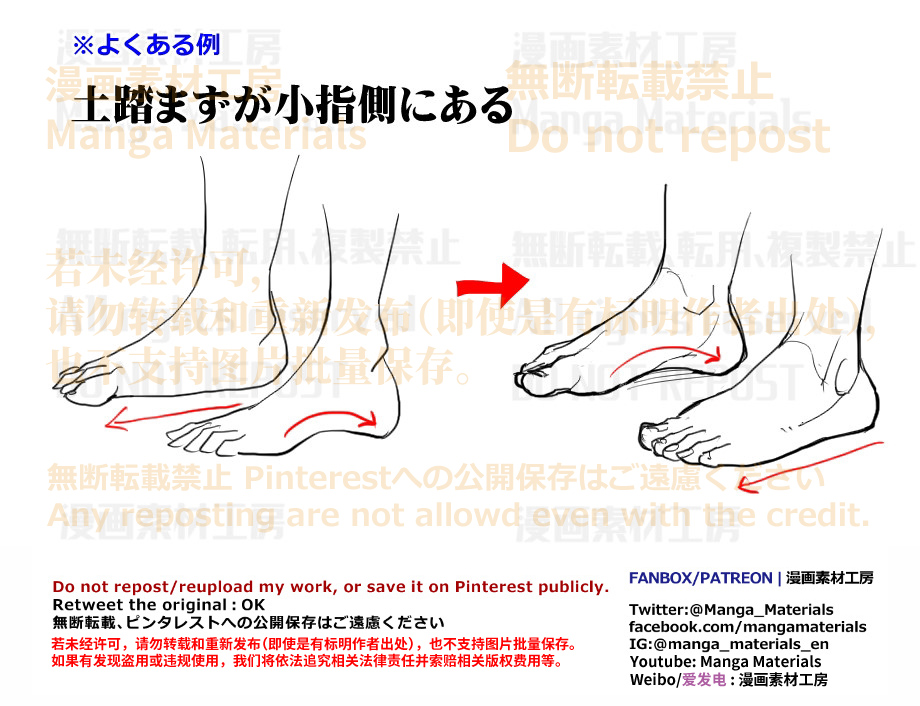 ※よくある例
漫画素材工房
漫画素材工房
漫画素材工房
無断転載禁止
土踏まずが小指側にある
Manga Materials
Manga Materials
Do not repost
無断転載、転用、複製禁止
無断転載、転用、複製禁止
若未经许可，
请勿转载和重新发布（即使是有标明作者出处），
也不支持图片批量保存。
DO NOT REPOST
無断転載禁止 Pinterestへの公開保存はご遠慮ください
Any reposting are not allowd even with the credit.
漫画素材工房
漫画素材工房
Do not repost/reupload my work, or save it on Pinterest publicly.
Retweet the original : OK
無断転載、ピンタレストへの公開保存はご遠慮ください
若未经许可，请勿转载和重新发布（即使是有标明作者出处），也不支持图片批量保存。
如果有发现盗用或违规使用，我们将依法追究相关法律责任并索赔相关版权费用等。
FANBOX/PATREON | 漫画素材工房
Twitter:@Manga_Materials
facebook.com/mangamaterials
IG:@manga_materials_en
Youtube: Manga Materials
Weibo/爱发电 : 漫画素材工房